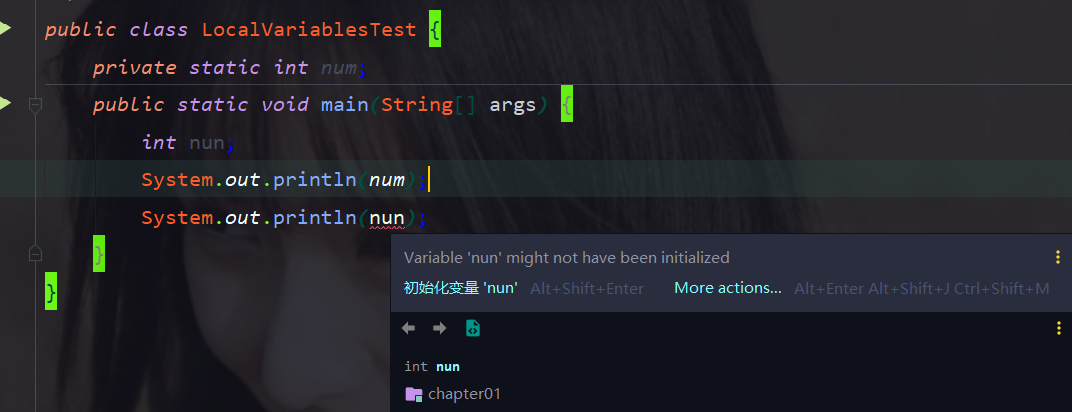 public class LocalVariablesTest {
private static int num;
public static void main(String[] args) {
int nun;
System.out.println(num);
System.out.println(nun);
}
}
Variable 'nun' might not have been initialized
初始化变量 'nun' Alt+Shift+Enter More actions... Alt+Enter Alt+Shift+J Ctrl+Shift+M
int nun
chapter01